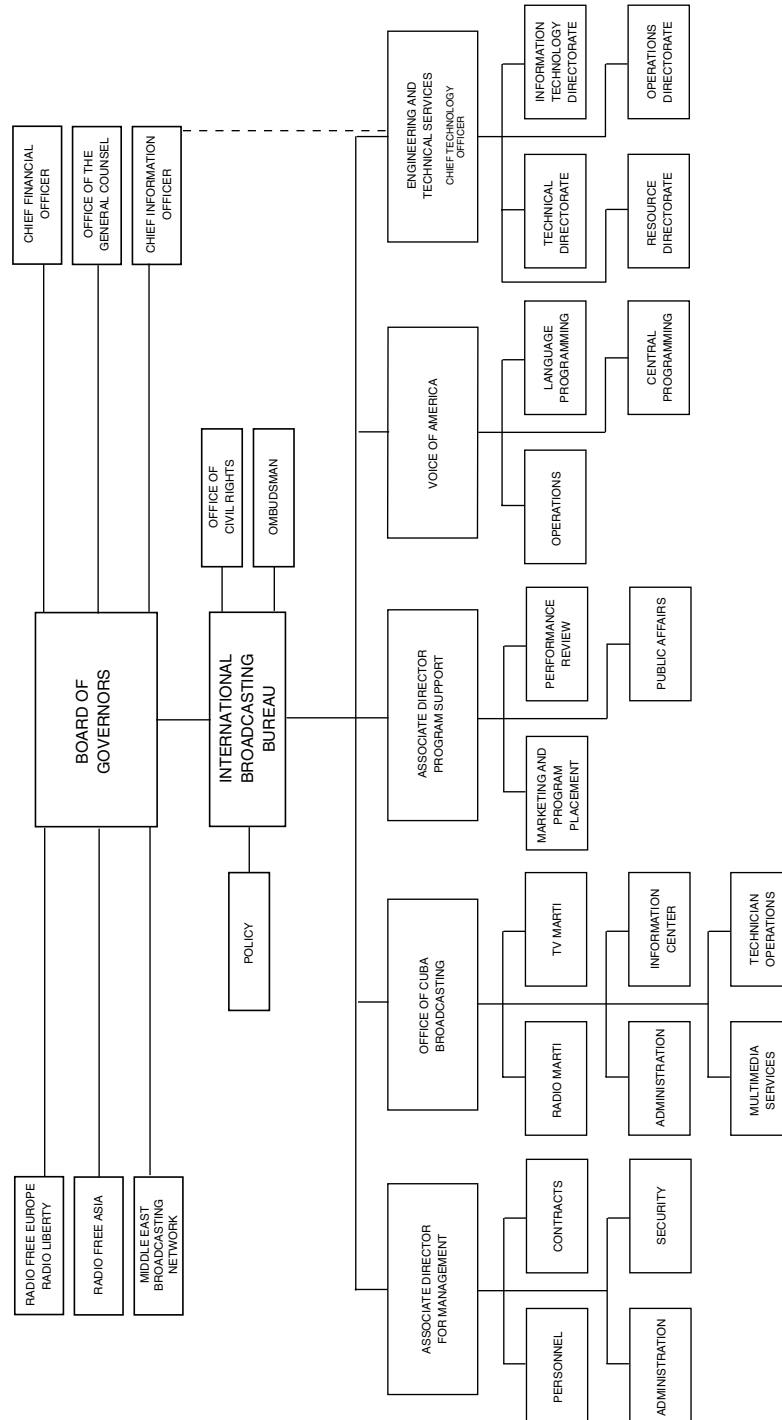 RADIO FREE EUROPE
RADIO LIBERTY
RADIO FREE ASIA
MIDDLE EAST
BROADCASTING
NETWORK
BOARD OF
GOVERNORS
CHIEF FINANCIAL
OFFICER
OFFICE OF THE
GENERAL COUNSEL
CHIEF INFORMATION
OFFICER
POLICY
INTERNATIONAL
BROADCASTING
BUREAU
OFFICE OF
CIVIL RIGHTS
OMBUDSMAN
ASSOCIATE DIRECTOR
FOR MANAGEMENT
OFFICE OF CUBA
BROADCASTING
ASSOCIATE DIRECTOR
PROGRAM SUPPORT
VOICE OF AMERICA
ENGINEERING AND
TECHNICAL SERVICES
CHIEF TECHNOLOGY
OFFICER
PERSONNEL
CONTRACTS
ADMINISTRATION
SECURITY
RADIO MARTI
TV MARTI
ADMINISTRATION
INFORMATION
CENTER
MULTIMEDIA
SERVICES
TECHNICIAN
OPERATIONS
MARKETING AND
PROGRAM
PLACEMENT
PERFORMANCE
REVIEW
PUBLIC AFFAIRS
OPERATIONS
LANGUAGE
PROGRAMMING
CENTRAL
PROGRAMMING
TECHNICAL
DIRECTORATE
INFORMATION
TECHNOLOGY
DIRECTORATE
RESOURCE
DIRECTORATE
OPERATIONS
DIRECTORATE